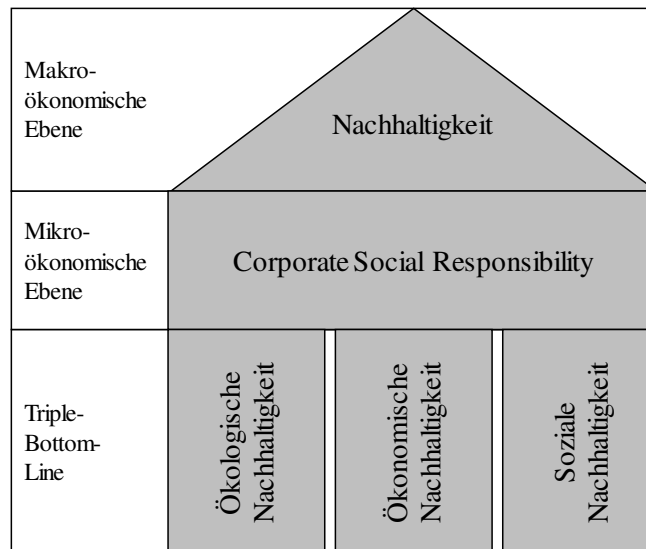 Makro-
ökonomische
Ebene
Nachhaltigkeit
Mikro-
ökonomische
Ebene
Corporate Social Responsibility
Triple-
Bottom-
Line
Ökologische
Nachhaltigkeit
Ökonomische
Nachhaltigkeit
Soziale
Nachhaltigkeit